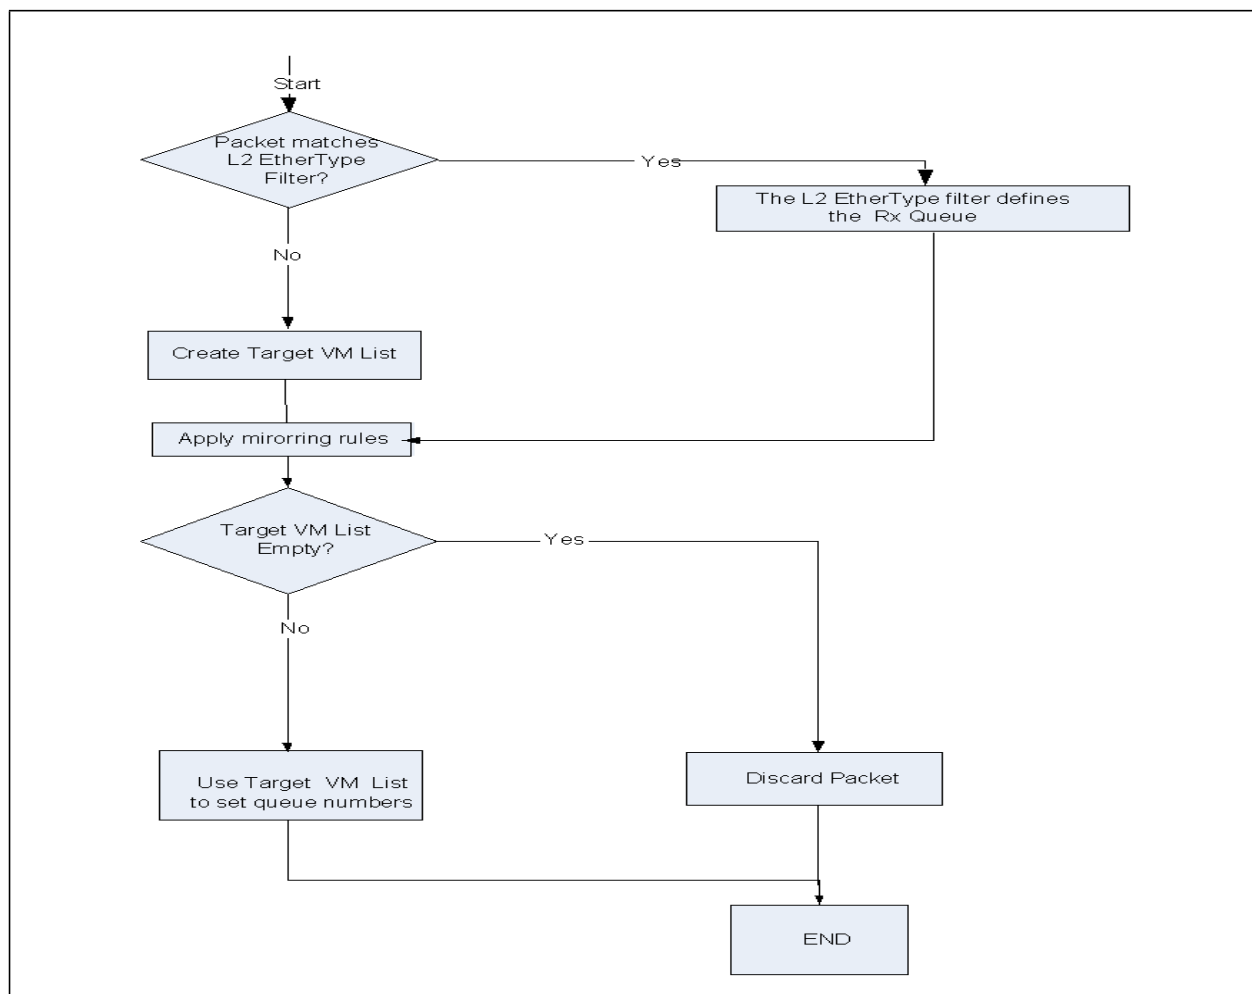 Start
Packet matches
L2 EtherType
Filter?
Yes
The L2 EtherType filter defines
the Rx Queue
No
Create Target VM List
Apply mirorring rules
Target VM List
Empty?
Yes
No
Use Target VM List
to set queue numbers
Discard Packet
END